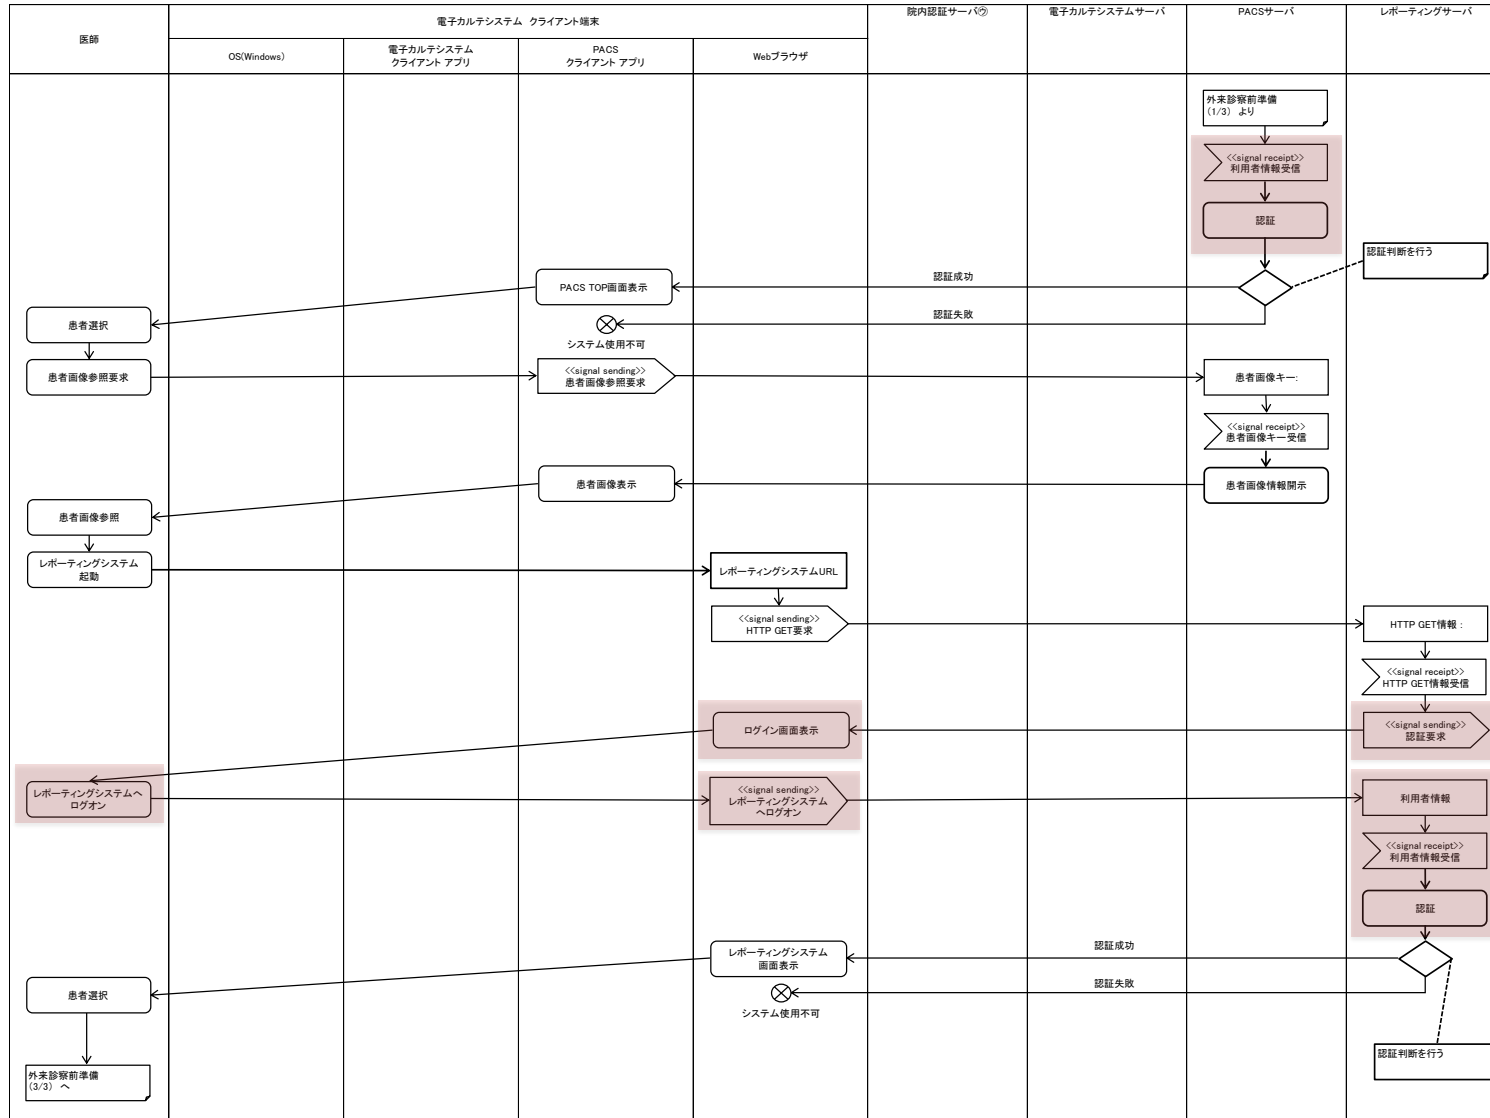 医師
電子カルテシステム クライアント端末
院内認証サーバ㋒
電子カルテシステムサーバ
PACSサーバ
レポーティングサーバ
OS(Windows)
電子カルテシステム
クライアント アプリ
PACS
クライアント アプリ
Webブラウザ
外来診察前準備
(1/3) より
<<signal receipt>>
利用者情報受信
認証
認証判断を行う
認証成功
PACS TOP画面表示
患者選択
認証失敗
システム使用不可
患者画像参照要求
<<signal sending>>
患者画像参照要求
患者画像キー:
<<signal receipt>>
患者画像キー受信
患者画像表示
患者画像情報開示
患者画像参照
レポーティングシステム
起動
レポーティングシステムURL
<<signal sending>>
HTTP GET要求
HTTP GET情報 :
<<signal receipt>>
HTTP GET情報受信
ログイン画面表示
<<signal sending>>
認証要求
レポーティングシステムへ
ログオン
<<signal sending>>
レポーティングシステム
へログオン
利用者情報
<<signal receipt>>
利用者情報受信
認証
認証成功
レポーティングシステム
画面表示
患者選択
認証失敗
システム使用不可
認証判断を行う
外来診察前準備
(3/3) へ